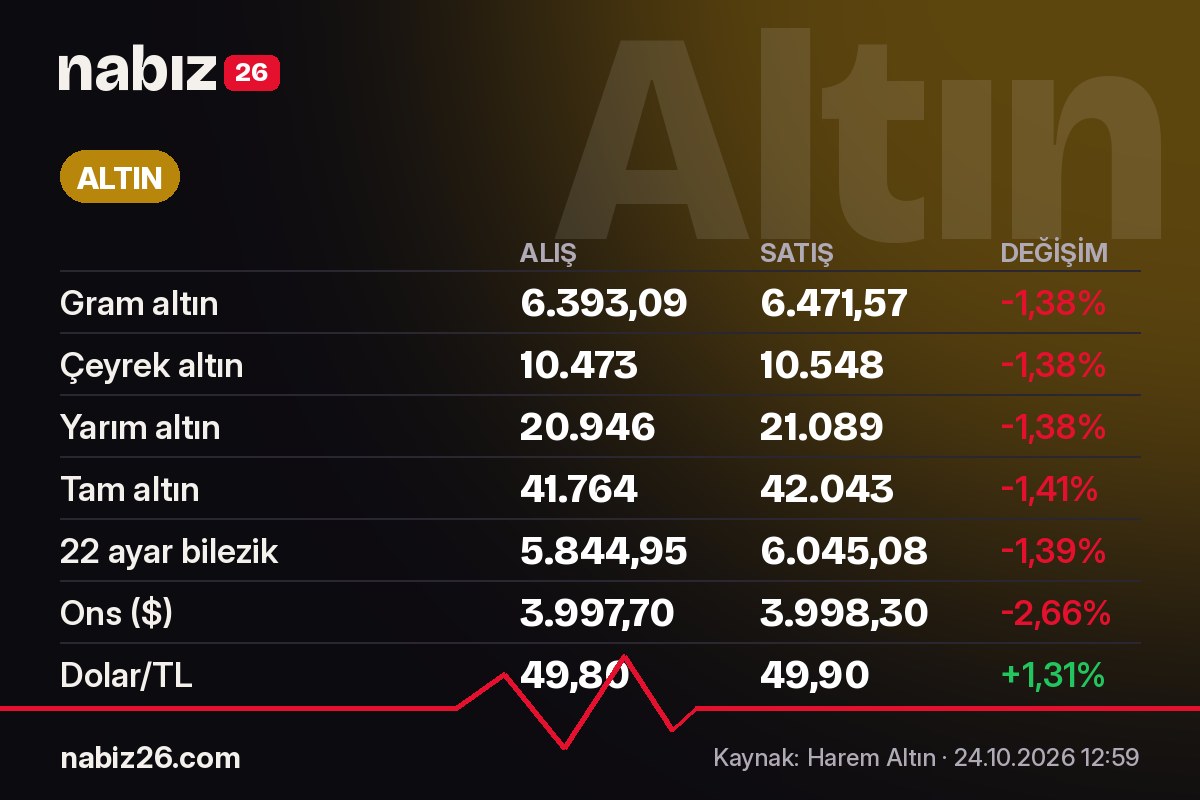 nabız 26
Altın
ALTIN
ALIŞ SATIŞ DEĞİŞİM
Gram altın 6.393,09 6.471,57 -1,38%
Çeyrek altın 10.473 10.548 -1,38%
Yarım altın 20.946 21.089 -1,38%
Tam altın 41.764 42.043 -1,41%
22 ayar bilezik 5.844,95 6.045,08 -1,39%
Ons ($) 3.997,70 3.998,30 -2,66%
Dolar/TL 49,80 49,90 +1,31%
nabiz26.com Kaynak: Harem Altın · 24.10.2026 12:59